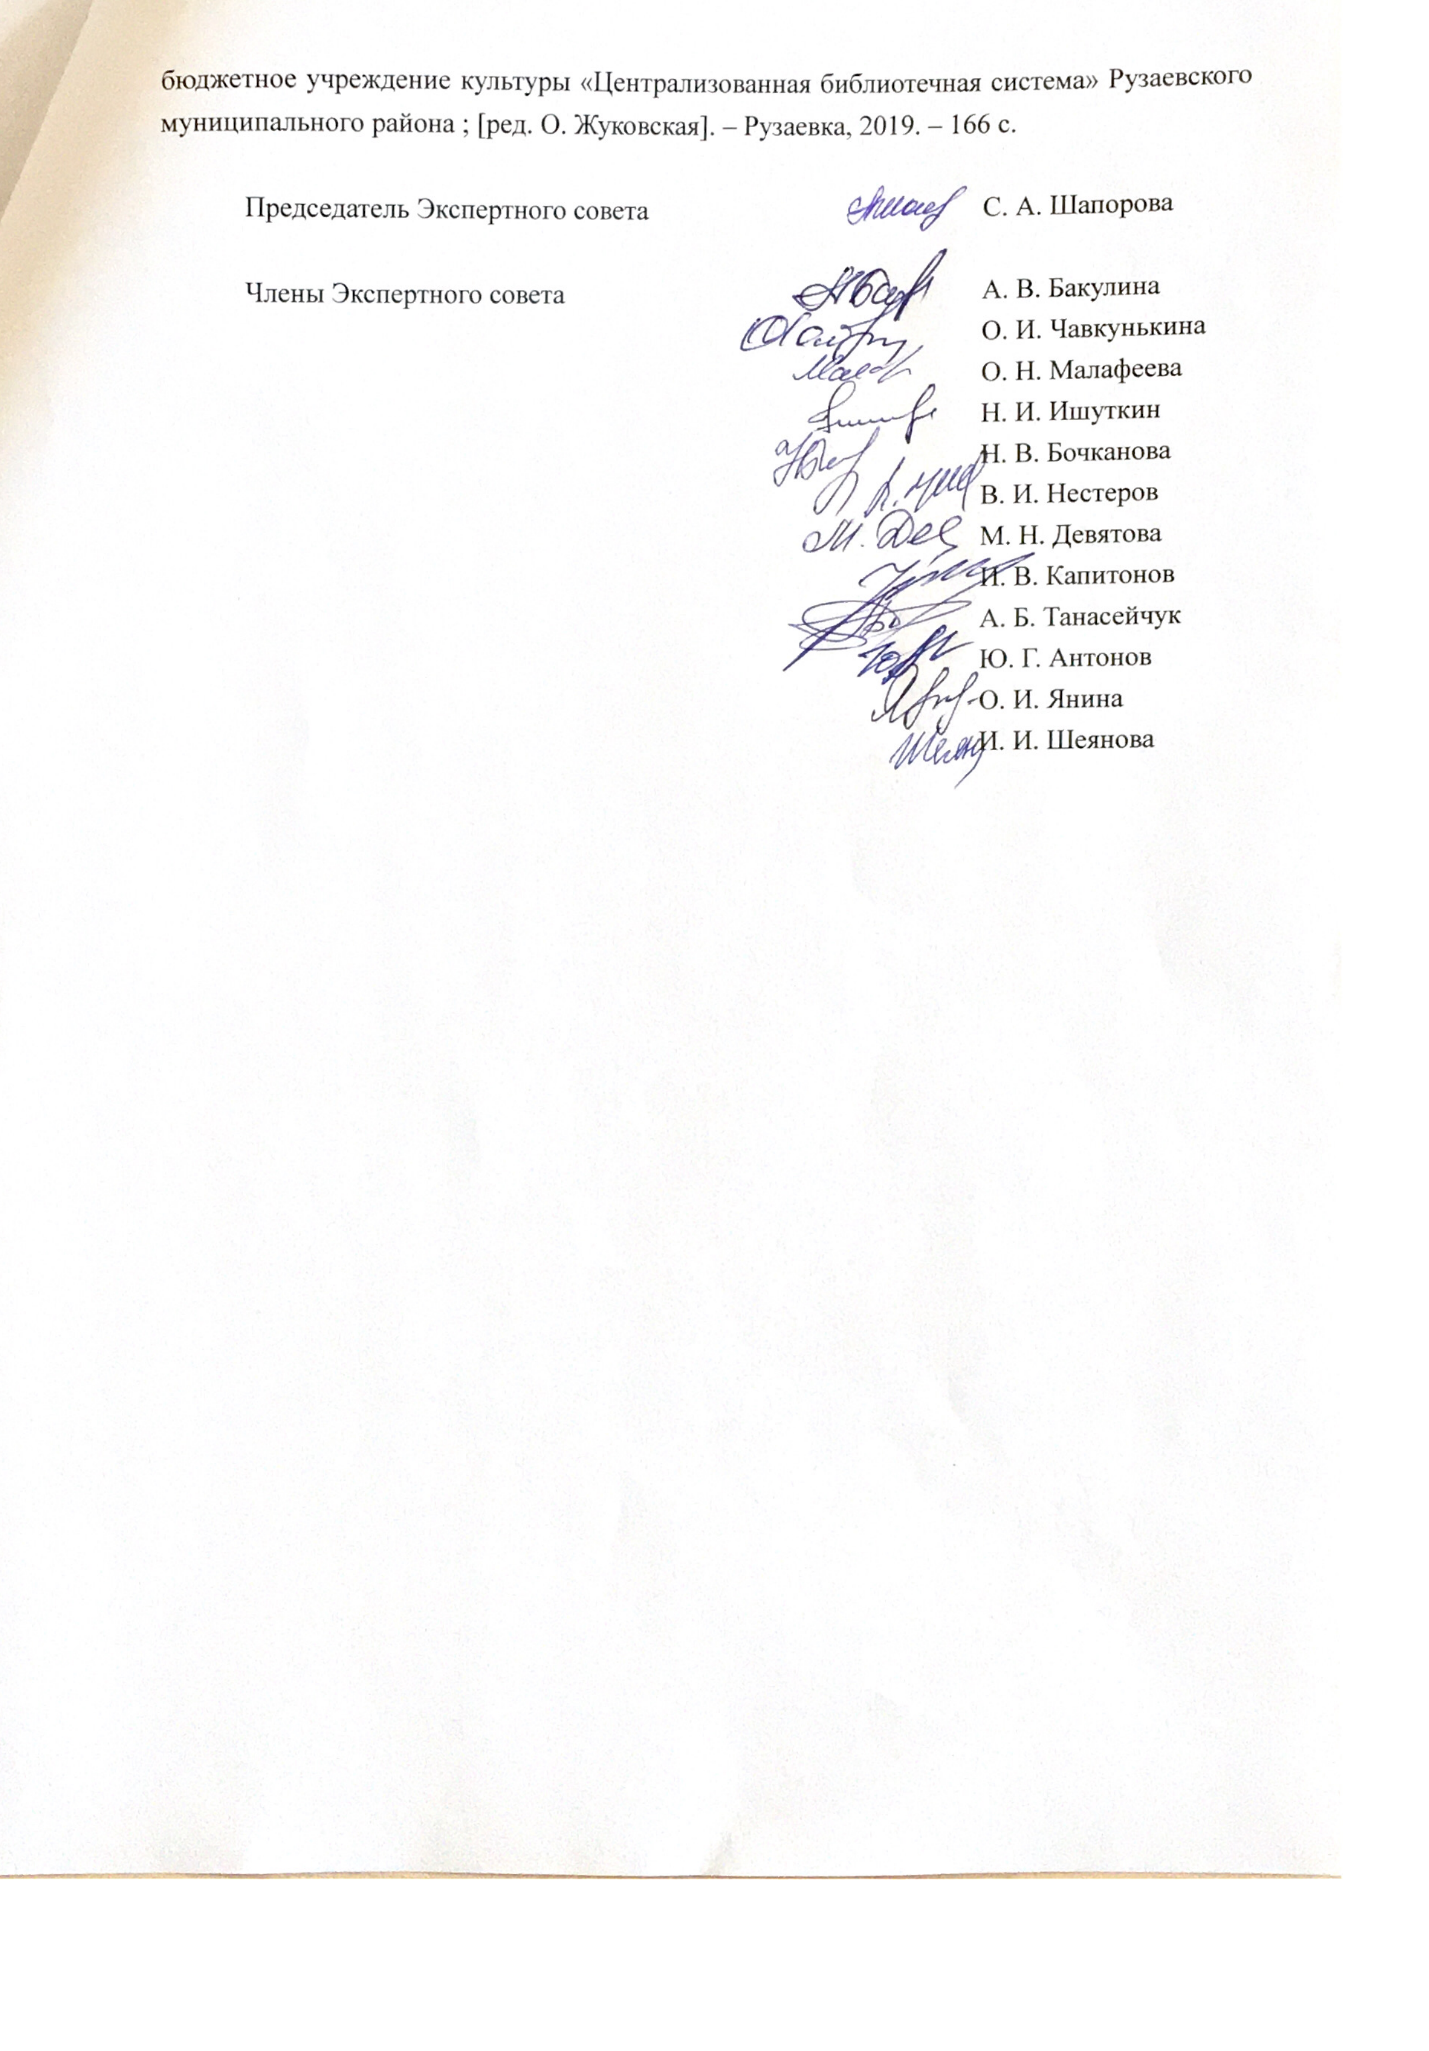 бюджетное учреждение культуры «Централизованная библиотечная система» Рузаевского
муниципального района ; [ред. О. Жуковская]. – Рузаевка, 2019. – 166 с.
Председатель Экспертного совета С. А. Шапорова
Члены Экспертного совета А. В. Бакулина
О. И. Чавкунькина
О. Н. Малафеева
Н. И. Ишуткин
Н. В. Бочканова
В. И. Нестеров
М. Дев М. Н. Девятова
И. В. Капитонов
А. Б. Танасейчук
Ю. Г. Антонов
О. И. Янина
И. И. Шеянова